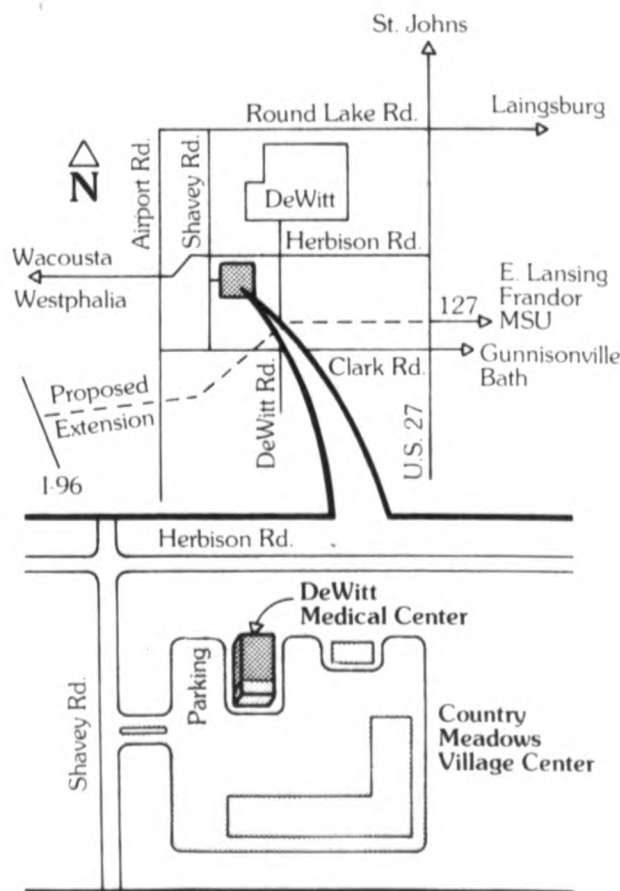 St. Johns
Round Lake Rd.
Laingsburg
N
Airport Rd.
Shavey Rd.
DeWitt
Herbison Rd.
Wacousta
Westphalia
127
E. Lansing
Frandor
MSU
Clark Rd.
Gunnisonville
Bath
Proposed
Extension
DeWitt Rd.
U.S. 27
I-96
Herbison Rd.
DeWitt
Medical Center
Parking
Shavey Rd.
Country
Meadows
Village Center